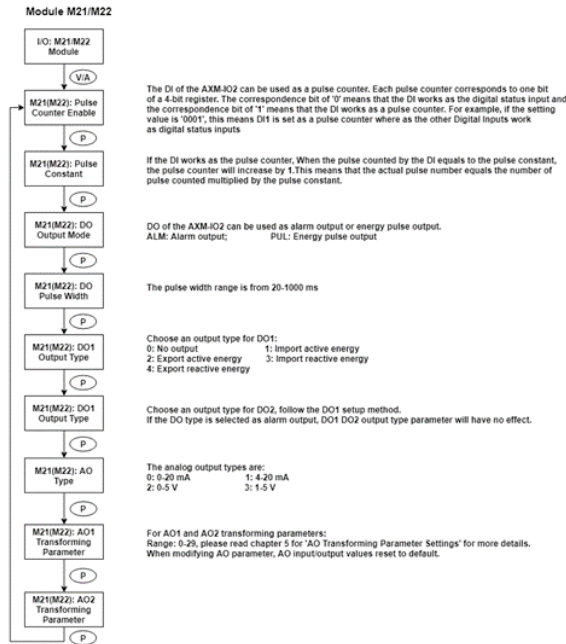 Module M21/M22
I/O: M21/M22
Module
V/A
M21(M22): Pulse
Counter Enable
The DI of the AXM-IO2 can be used as a pulse counter. Each pulse counter corresponds to one bit
of a 4-bit register. The correspondence bit of '0' means that the DI works as the digital status input and
the correspondence bit of '1' means that the DI works as a pulse counter. For example, if the setting
value is '0001', this means DI1 is set as a pulse counter where as the other Digital Inputs work
as digital status inputs
P
M21(M22): Pulse
Constant
If the DI works as the pulse counter, When the pulse counted by the DI equals to the pulse constant,
the pulse counter will increase by 1.This means that the actual pulse number equals the number of
pulse counted multiplied by the pulse constant.
P
M21(M22): DO
Output Mode
DO of the AXM-IO2 can be used as alarm output or energy pulse output.
ALM: Alarm output; PUL: Energy pulse output
P
M21(M22): DO
Pulse Width
The pulse width range is from 20-1000 ms
P
M21(M22): DO1
Output Type
Choose an output type for DO1:
0: No output 1: Import active energy
2: Export active energy 3: Import reactive energy
4: Export reactive energy
P
M21(M22): DO1
Output Type
Choose an output type for DO2, follow the DO1 setup method.
If the DO type is selected as alarm output, DO1 DO2 output type parameter will have no effect.
P
M21(M22): AO
Type
The analog output types are:
0: 0-20 mA 1: 4-20 mA
2: 0-5 V 3: 1-5 V
P
M21(M22): AO1
Transforming
Parameter
For AO1 and AO2 transforming parameters:
Range: 0-29, please read chapter 5 for 'AO Transforming Parameter Settings' for more details.
When modifying AO parameter, AO input/output values reset to default.
P
M21(M22): AO2
Transforming
Parameter
P